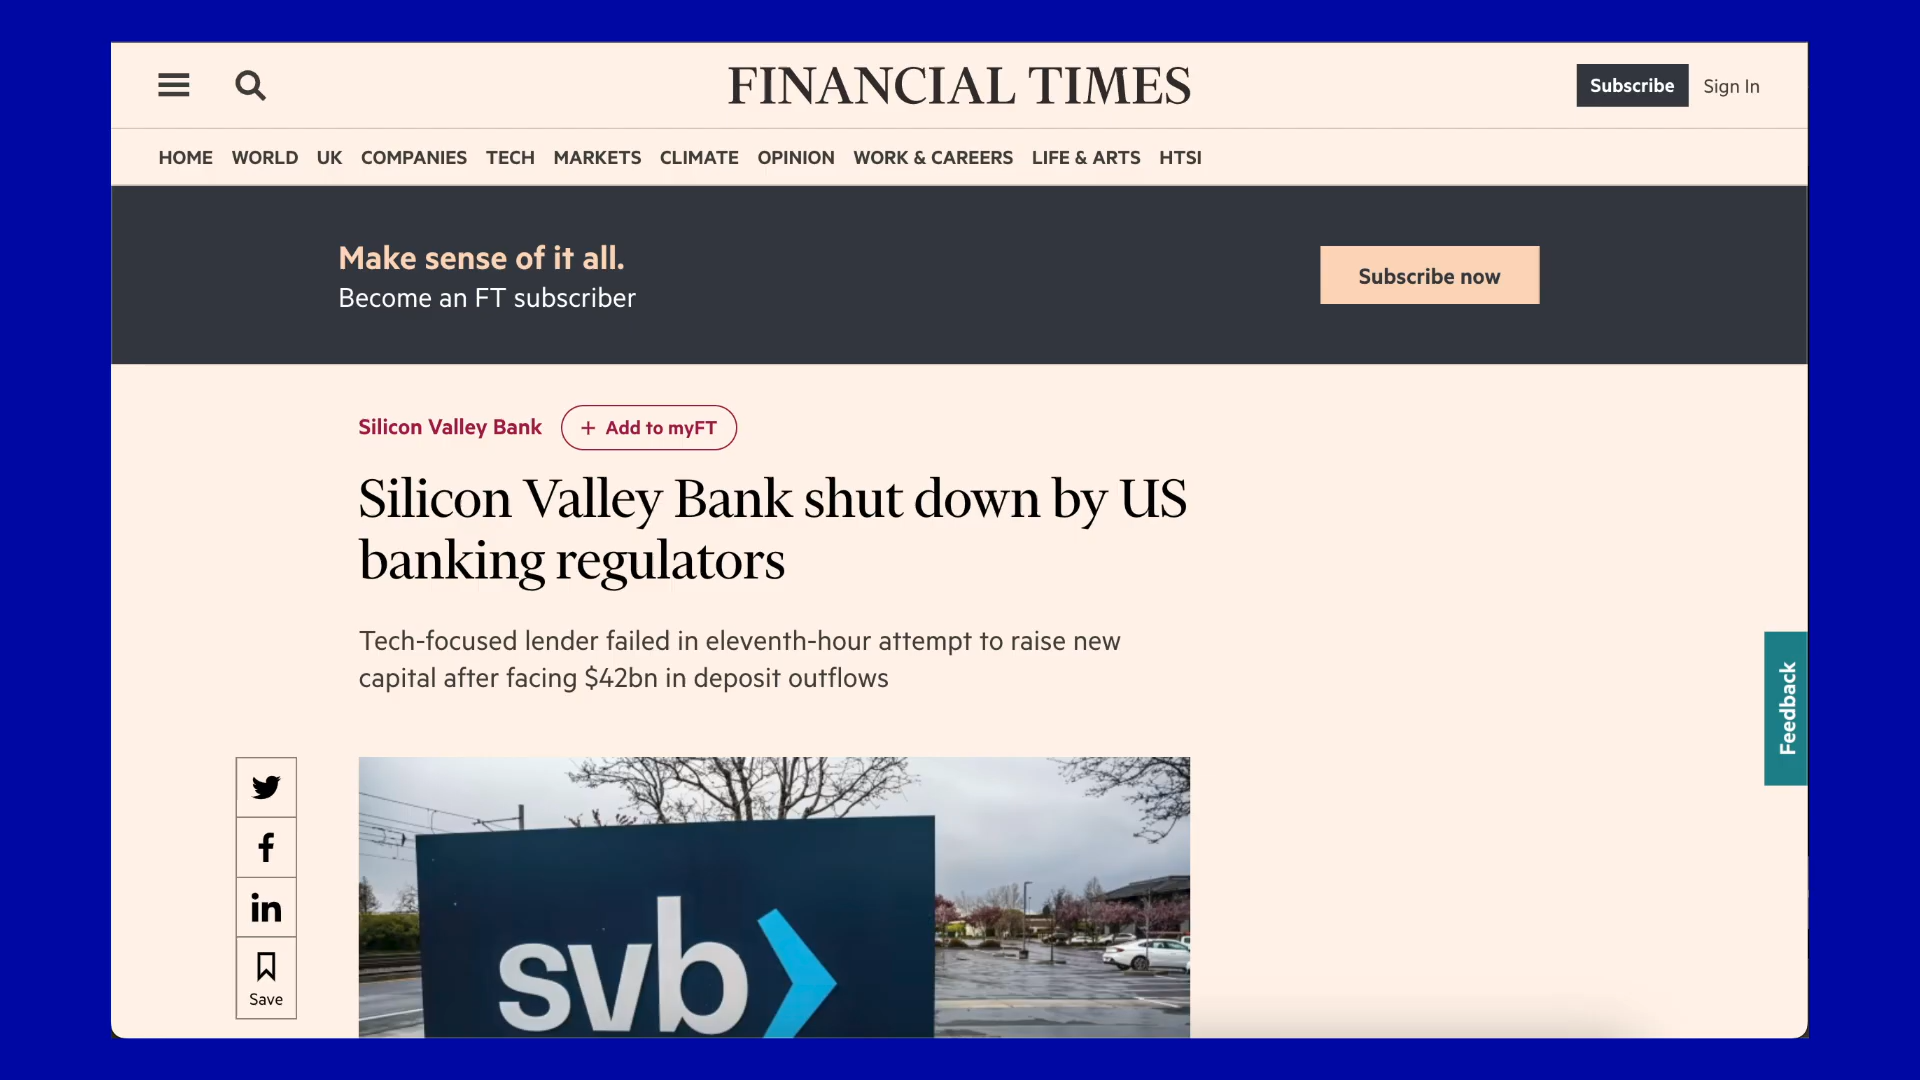 FINANCIAL TIMES
Subscribe Sign In
HOME WORLD UK COMPANIES TECH MARKETS CLIMATE OPINION WORK & CAREERS LIFE & ARTS HTSI
Make sense of it all.
Become an FT subscriber
Subscribe now
Silicon Valley Bank + Add to myFT
Silicon Valley Bank shut down by US
banking regulators
Tech-focused lender failed in eleventh-hour attempt to raise new
capital after facing $42bn in deposit outflows
Feedback
in
Save
svb